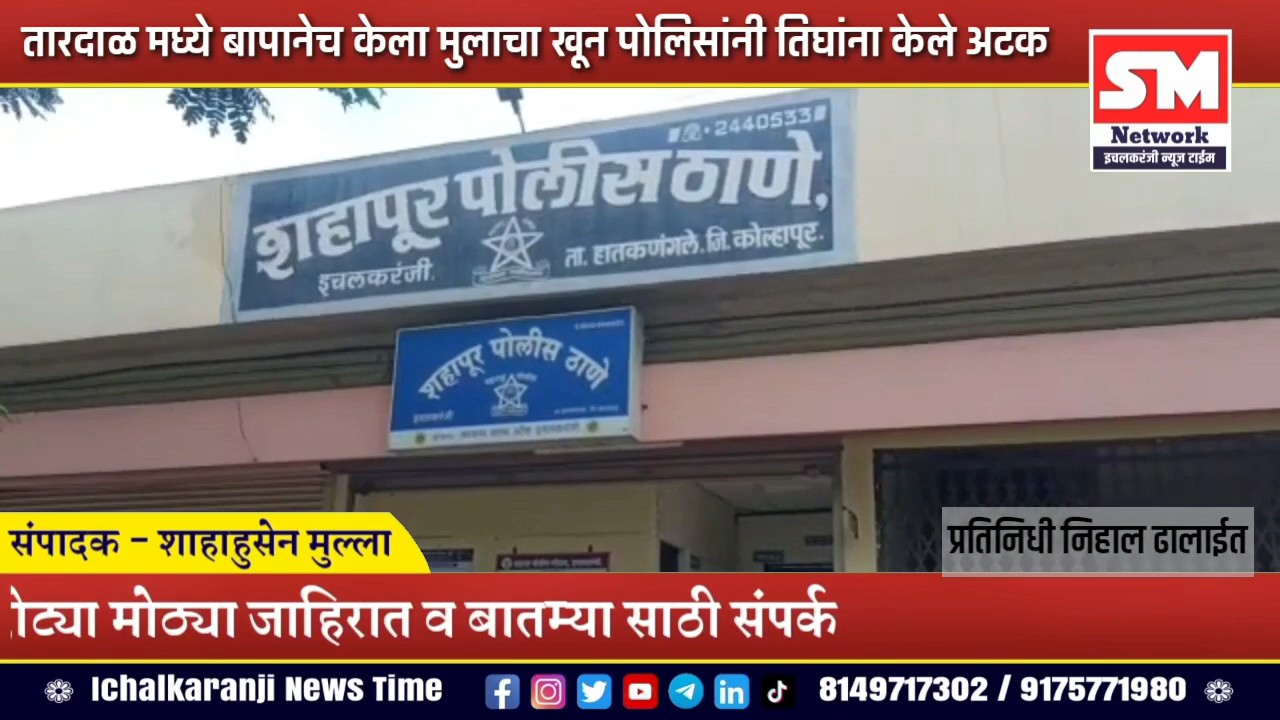 तारदाळ मध्ये बापानेच केला मुलाचा खून पोलिसांनी तिघांना केले अटक
SM
Network
इचलकरंजी न्यूज टाईम
2440533
शहापूर पोलीस ठाणे,
इचलकरंजी. ता. हातकणंगले. जि. कोल्हापूर.
शहापूर पोलीस ठाणे
इचलकरंजी
संपादक - शाहाहुसेन मुल्ला
प्रतिनिधी निहाल ढालाईत
मोठ्या जाहिरात व बातम्या साठी संपर्क
Ichalkaranji News Time 8149717302 / 9175771980